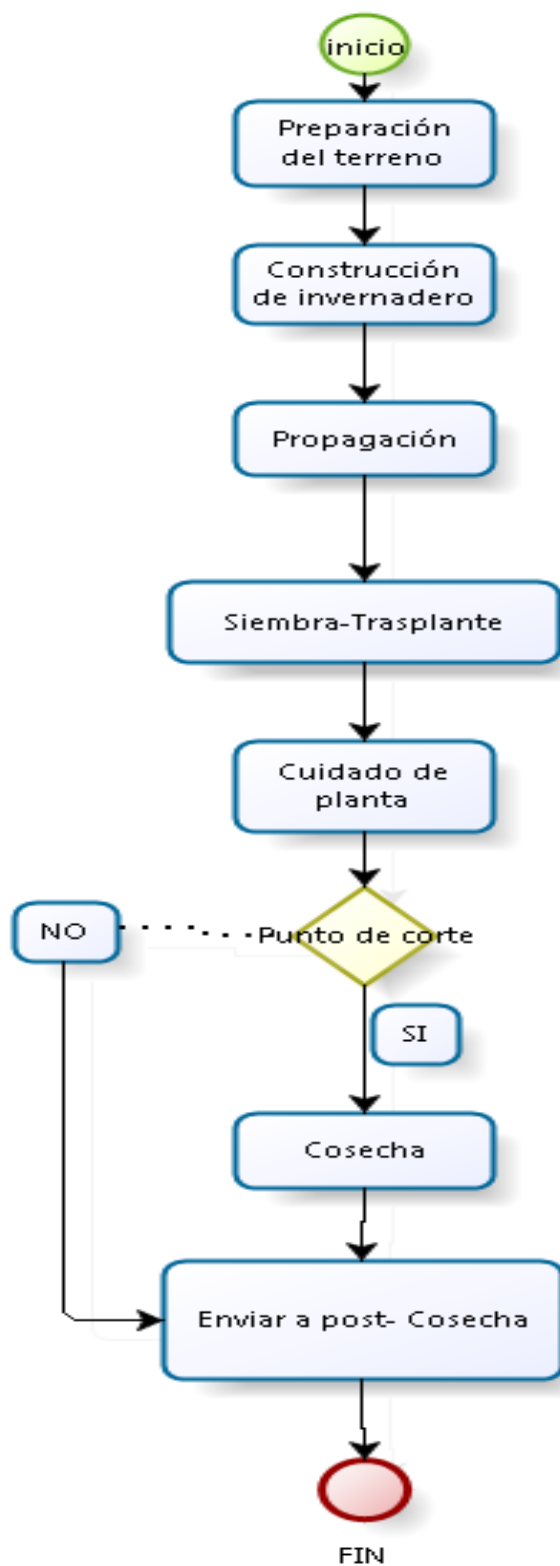 inicio
Preparación
del terreno
Construcción
de invernadero
Propagación
Siembra-Trasplante
Cuidado de
planta
NO
Punto de corte
SI
Cosecha
Enviar a post- Cosecha
FIN